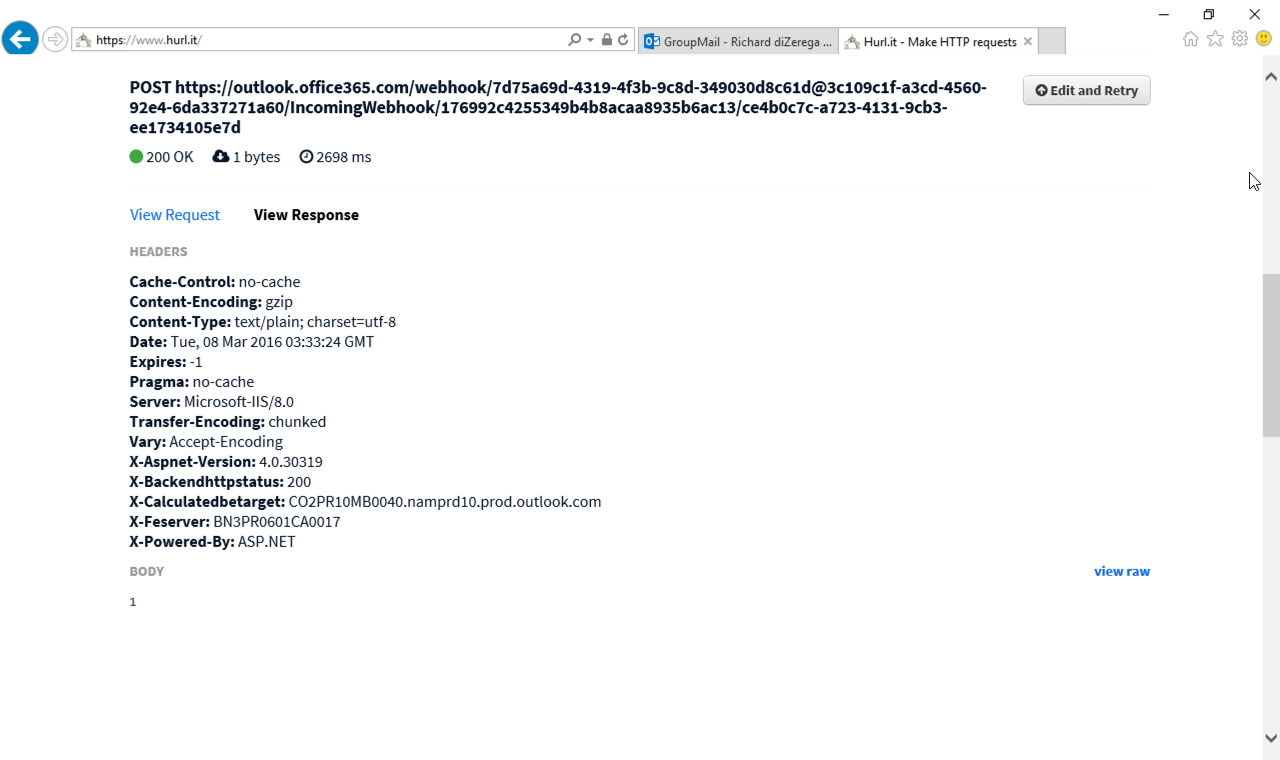 https://www.hurl.it/
GroupMail - Richard diZerega ...
Hurl.it - Make HTTP requests
POST https://outlook.office365.com/webhook/7d75a69d-4319-4f3b-9c8d-349030d8c61d@3c109c1f-a3cd-4560-
92e4-6da337271a60/IncomingWebhook/176992c4255349b4b8acaa8935b6ac13/ce4b0c7c-a723-4131-9cb3-
ee1734105e7d
Edit and Retry
200 OK 1 bytes 2698 ms
View Request View Response
HEADERS
Cache-Control: no-cache
Content-Encoding: gzip
Content-Type: text/plain; charset=utf-8
Date: Tue, 08 Mar 2016 03:33:24 GMT
Expires: -1
Pragma: no-cache
Server: Microsoft-IIS/8.0
Transfer-Encoding: chunked
Vary: Accept-Encoding
X-Aspnet-Version: 4.0.30319
X-Backendhttpstatus: 200
X-Calculatedbetarget: CO2PR10MB0040.namprd10.prod.outlook.com
X-Feserver: BN3PR0601CA0017
X-Powered-By: ASP.NET
BODY view raw
1